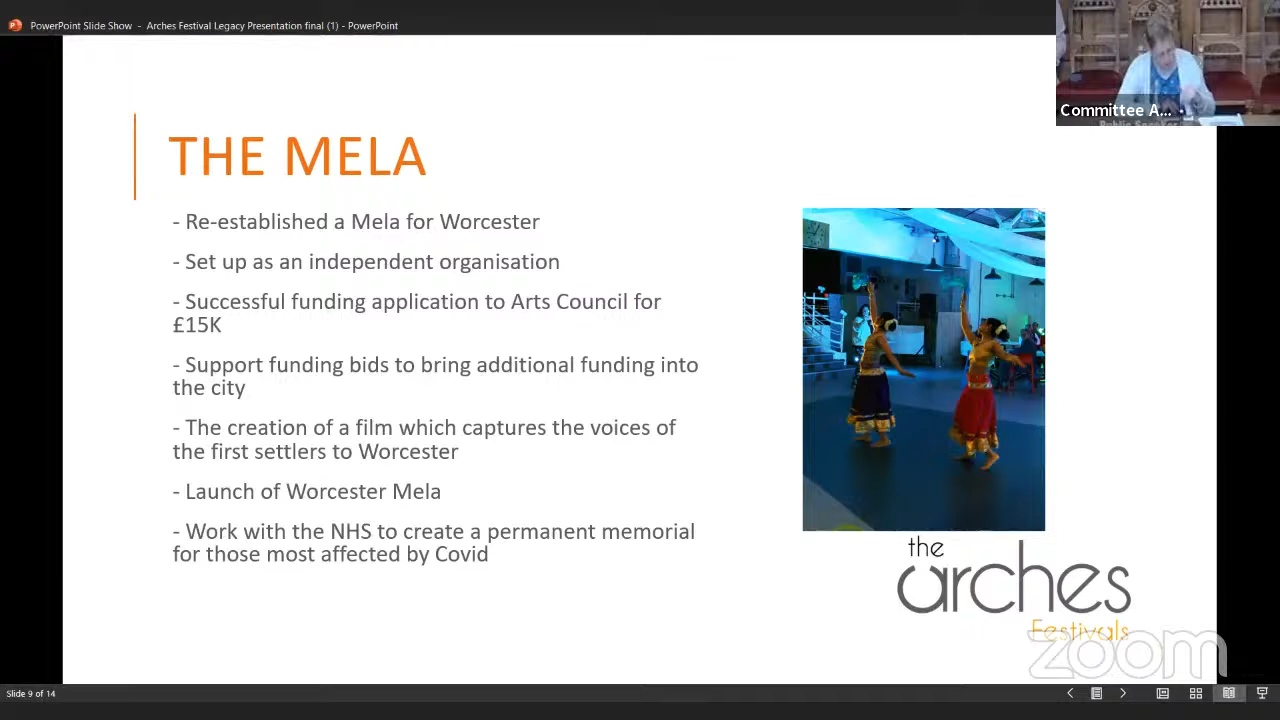 PowerPoint Slide Show - Arches Festival Legacy Presentation final (1) - PowerPoint
Committee A...
THE MELA
- Re-established a Mela for Worcester
- Set up as an independent organisation
- Successful funding application to Arts Council for
£15K
- Support funding bids to bring additional funding into
the city
- The creation of a film which captures the voices of
the first settlers to Worcester
- Launch of Worcester Mela
- Work with the NHS to create a permanent memorial
for those most affected by Covid
the
arches
Festivals
zoom
Slide 9 of 14